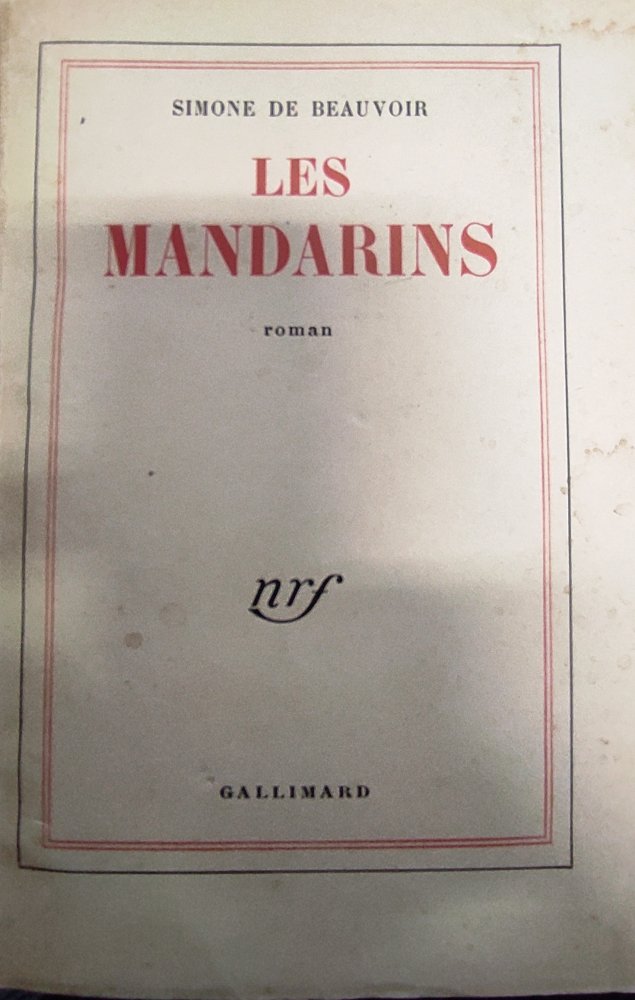 SIMONE DE BEAUVOIR
LES
MANDARINS
roman
nrf
GALLIMARD